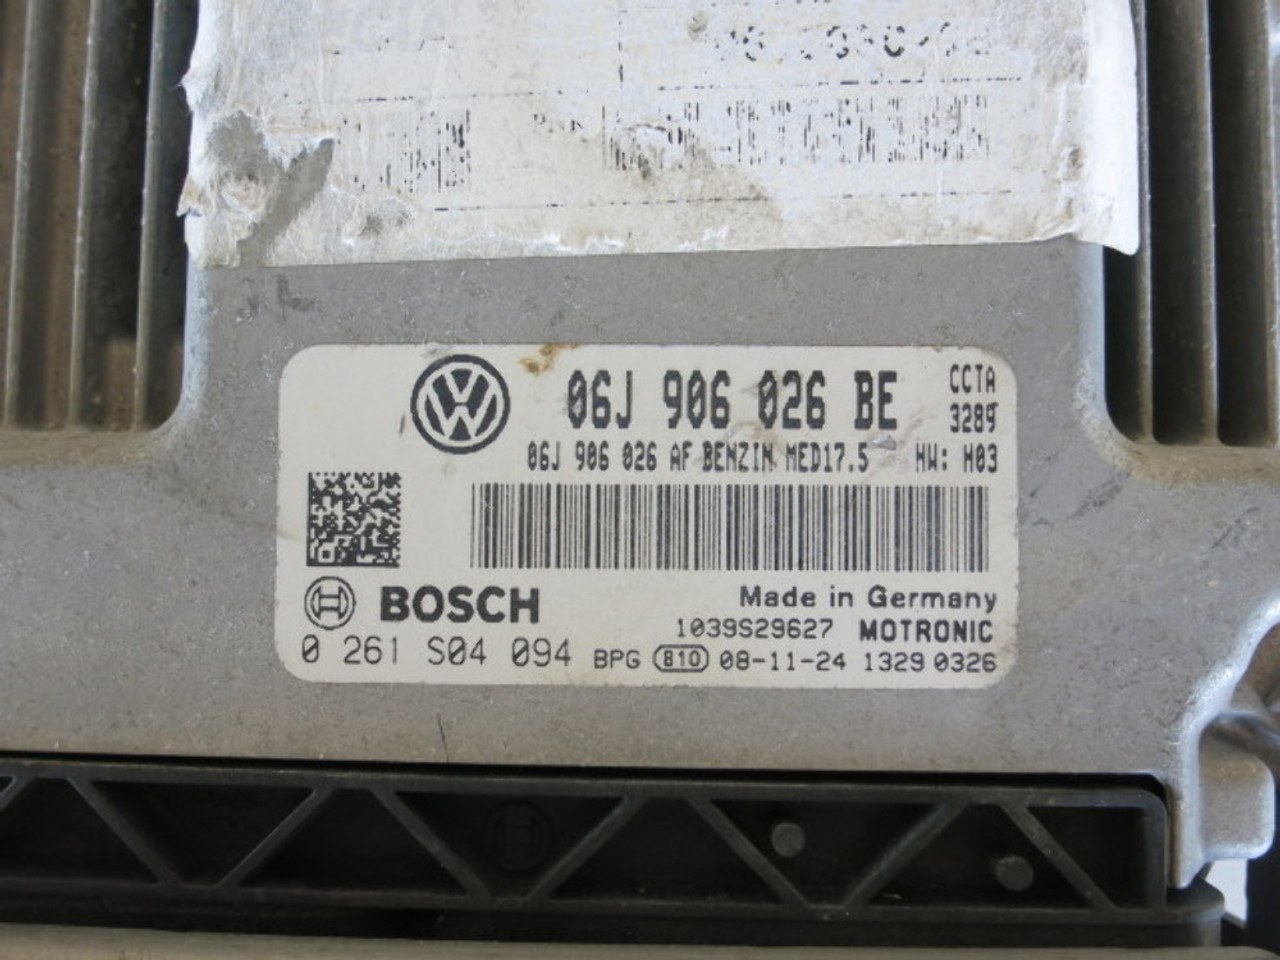 06J 906 026 BE CCTA
3289
06J 906 026 AF BENZIN MED17.5 HW: H03
BOSCH Made in Germany
1039S29627 MOTRONIC
0 261 S04 094 BPG 810 08-11-24 1329 0326